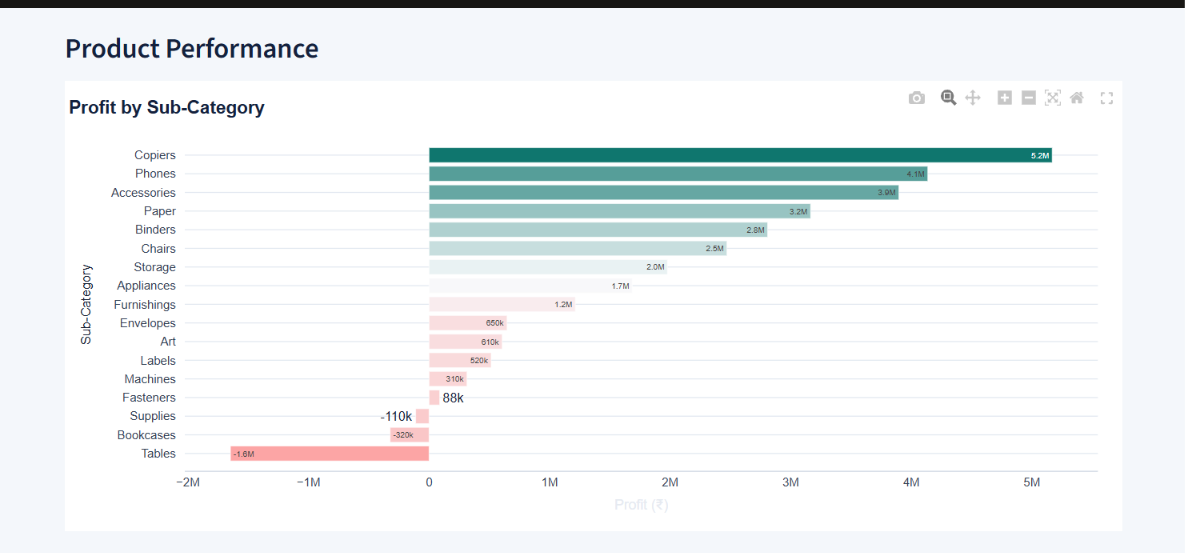 Product Performance
Profit by Sub-Category
Sub-Category
Copiers 5.2M
Phones 4.1M
Accessories 3.9M
Paper 3.2M
Binders 2.8M
Chairs 2.5M
Storage 2.0M
Appliances 1.7M
Furnishings 1.2M
Envelopes 650k
Art 610k
Labels 520k
Machines 310k
Fasteners 88k
Supplies -110k
Bookcases -320k
Tables -1.6M
−2M −1M 0 1M 2M 3M 4M 5M
Profit (₹)